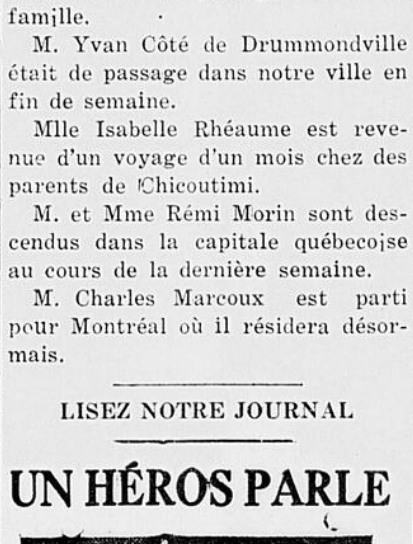 famille.
M. Yvan Côté de Drummondville
était de passage dans notre ville en
fin de semaine.
Mlle Isabelle Rhéaume est reve-
nue d'un voyage d'un mois chez des
parents de Chicoutimi.
M. et Mme Rémi Morin sont des-
cendus dans la capitale québecoise
au cours de la dernière semaine.
M. Charles Marcoux est parti
pour Montréal où il résidera désor-
mais.
LISEZ NOTRE JOURNAL
UN HÉROS PARLE